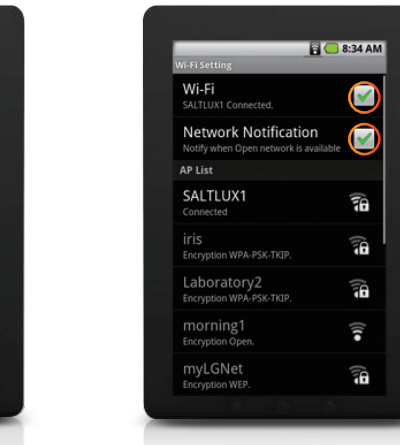 8:34 AM
Wi-Fi Setting
Wi-Fi
SALTLUX1 Connected.
Network Notification
Notify when Open network is available
AP List
SALTLUX1
Connected
iris
Encryption WPA-PSK-TKIP.
Laboratory2
Encryption WPA-PSK-TKIP.
morning1
Encryption Open.
myLGNet
Encryption WEP.